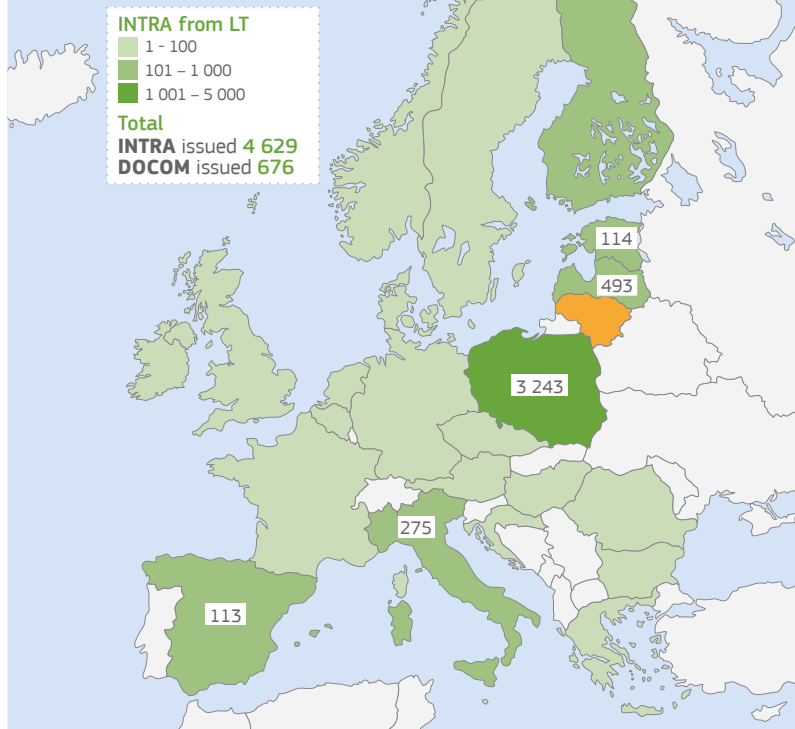 INTRA from LT
1 - 100
101 – 1 000
1 001 – 5 000
Total
INTRA issued 4 629
DOCOM issued 676
114
493
3 243
275
113